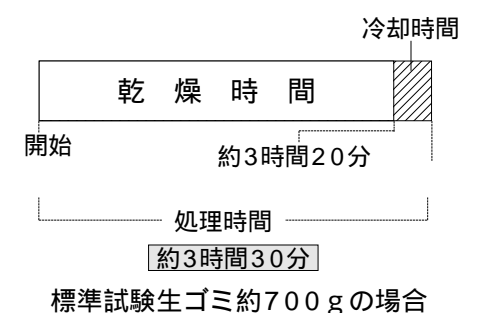 冷却時間
乾燥時間
開始
約3時間20分
処理時間
約3時間30分
標準試験生ゴミ約700gの場合